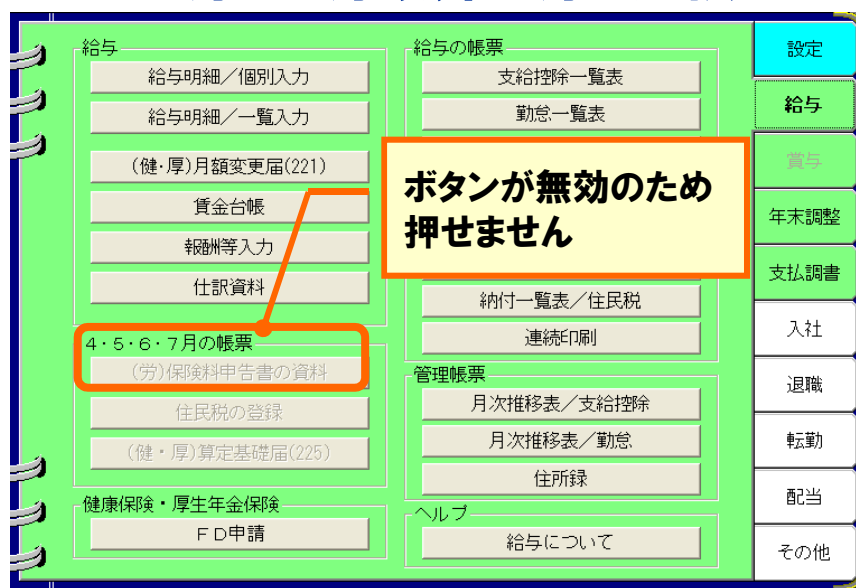 給与
給与明細／個別入力
給与明細／一覧入力
(健・厚)月額変更届(221)
賃金台帳
報酬等入力
仕訳資料
4・5・6・7月の帳票
(労)保険料申告書の資料
住民税の登録
(健・厚)算定基礎届(225)
健康保険・厚生年金保険
ＦＤ申請
給与の帳票
支給控除一覧表
勤怠一覧表
ボタンが無効のため
押せません
納付一覧表／住民税
連続印刷
管理帳票
月次推移表／支給控除
月次推移表／勤怠
住所録
ヘルプ
給与について
設定
給与
賞与
年末調整
支払調書
入社
退職
転勤
配当
その他